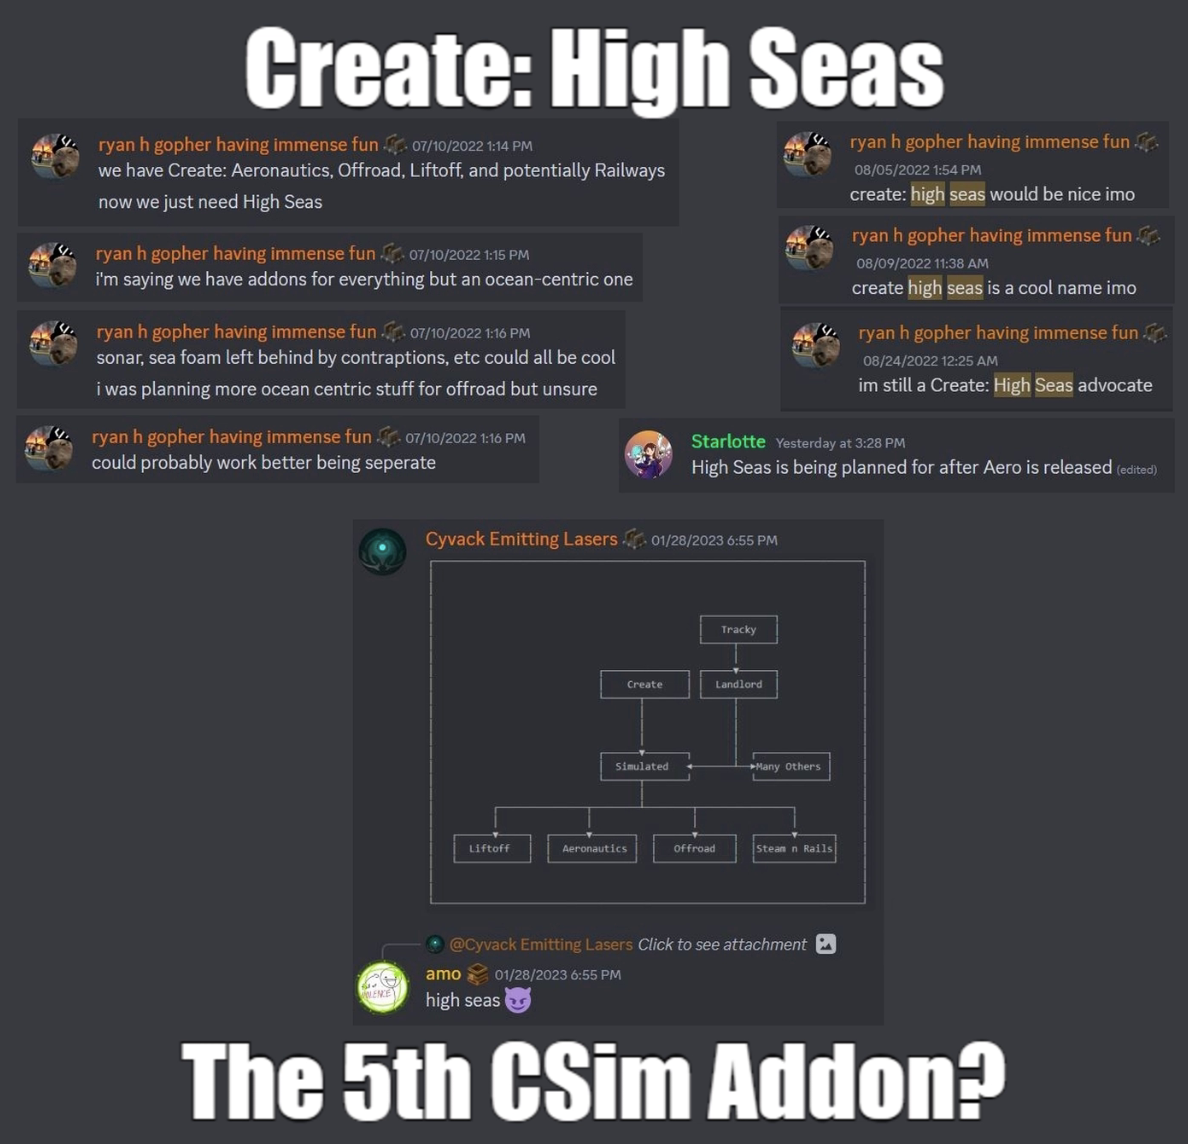 Create: High Seas
ryan h gopher having immense fun 07/10/2022 1:14 PM
we have Create: Aeronautics, Offroad, Liftoff, and potentially Railways
now we just need High Seas
ryan h gopher having immense fun 07/10/2022 1:15 PM
i'm saying we have addons for everything but an ocean-centric one
ryan h gopher having immense fun 07/10/2022 1:16 PM
sonar, sea foam left behind by contraptions, etc could all be cool
i was planning more ocean centric stuff for offroad but unsure
ryan h gopher having immense fun 07/10/2022 1:16 PM
could probably work better being seperate
ryan h gopher having immense fun
08/05/2022 1:54 PM
create: high seas would be nice imo
ryan h gopher having immense fun
08/09/2022 11:38 AM
create high seas is a cool name imo
ryan h gopher having immense fun
08/24/2022 12:25 AM
im still a Create: High Seas advocate
Starlotte Yesterday at 3:28 PM
High Seas is being planned for after Aero is released (edited)
Cyvack Emitting Lasers 01/28/2023 6:55 PM
Tracky
Create Landlord
Simulated Many Others
Liftoff Aeronautics Offroad Steam n Rails
@Cyvack Emitting Lasers Click to see attachment
amo 01/28/2023 6:55 PM
high seas 😈
The 5th CSim Addon?